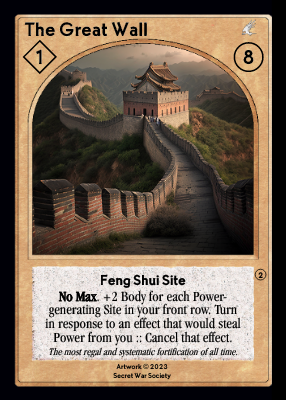 The Great Wall
1
8
Feng Shui Site
2
No Max. +2 Body for each Power-
generating Site in your front row. Turn
in response to an effect that would steal
Power from you :: Cancel that effect.
The most regal and systematic fortification of all time.
Artwork © 2023
Secret War Society